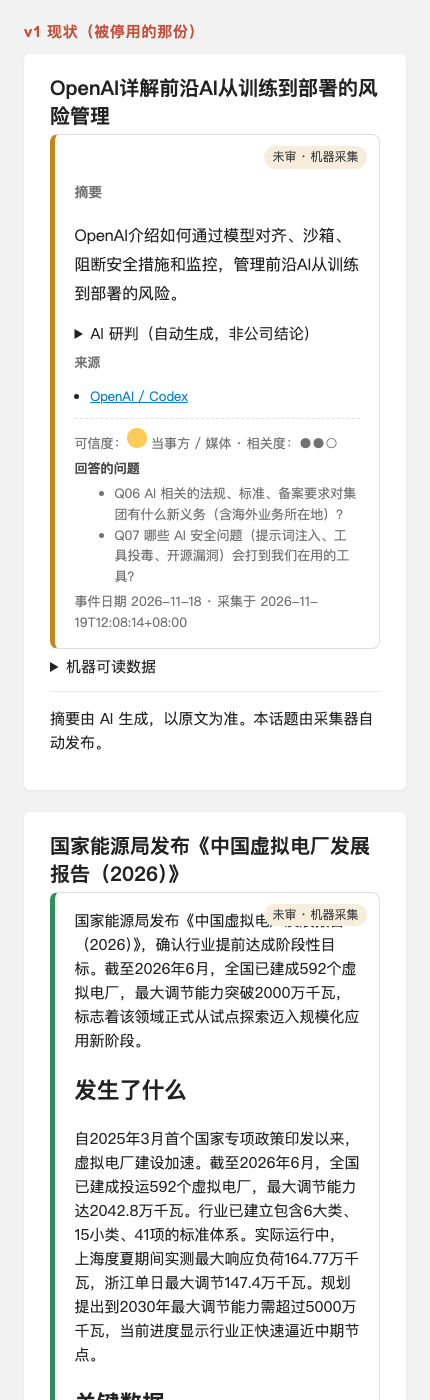 v1 现状（被停用的那份）
OpenAI详解前沿AI从训练到部署的风
险管理
未审 · 机器采集
摘要
OpenAI介绍如何通过模型对齐、沙箱、
阻断安全措施和监控，管理前沿AI从训练
到部署的风险。
▶ AI 研判（自动生成，非公司结论）
来源
• OpenAI / Codex
可信度： 当事方 / 媒体 · 相关度：●●○
回答的问题
• Q06 AI 相关的法规、标准、备案要求对集
团有什么新义务（含海外业务所在地）？
• Q07 哪些 AI 安全问题（提示词注入、工
具投毒、开源漏洞）会打到我们在用的工
具？
事件日期 2026-11-18 · 采集于 2026-11-
19T12:08:14+08:00
▶ 机器可读数据
摘要由 AI 生成，以原文为准。本话题由采集器自
动发布。
国家能源局发布《中国虚拟电厂发展
报告（2026）》
未审 · 机器采集
国家能源局发布《中国虚拟电
（2026）》，确认行业提前达成阶段性目
标。截至2026年6月，全国已建成592个虚
拟电厂，最大调节能力突破2000万千瓦，
标志着该领域正式从试点探索迈入规模化应
用新阶段。
发生了什么
自2025年3月首个国家专项政策印发以来，
虚拟电厂建设加速。截至2026年6月，全国
已建成投运592个虚拟电厂，最大调节能力
达2042.8万千瓦。行业已建立包含6大类、
15小类、41项的标准体系。实际运行中，
上海度夏期间实测最大响应负荷164.77万千
瓦，浙江单日最大调节147.4万千瓦。规划
提出到2030年最大调节能力需超过5000万
千瓦，当前进度显示行业正快速逼近中期节
点。